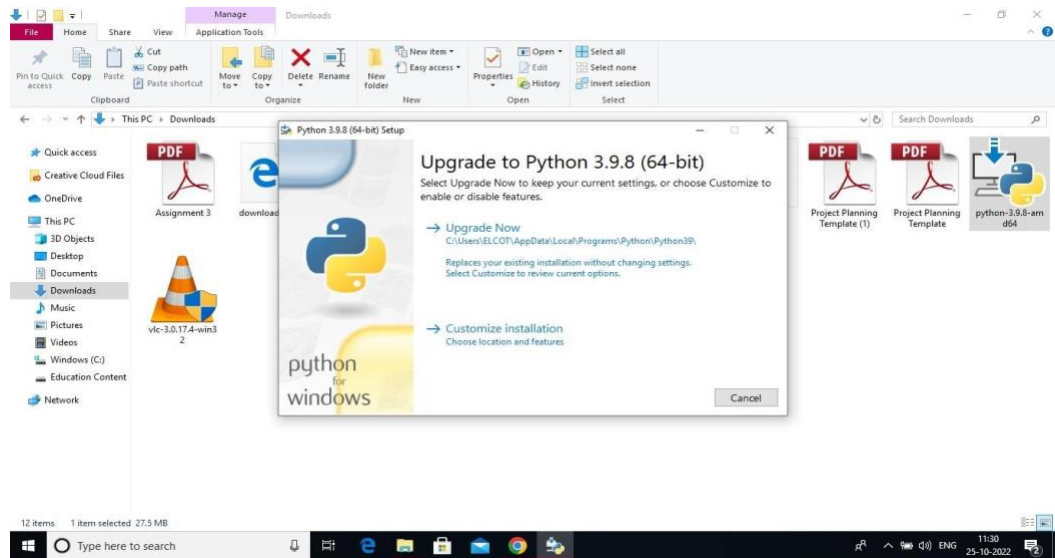 Manage
Downloads
File
Home
Share
View
Application Tools
Pin to Quick access
Copy
Paste
Cut
Copy path
Paste shortcut
Clipboard
Move to
Copy to
Delete
Rename
Organize
New folder
New item
Easy access
New
Properties
Open
Edit
History
Open
Select all
Select none
Invert selection
Select
This PC
Downloads
Search Downloads
Quick access
Creative Cloud Files
OneDrive
This PC
3D Objects
Desktop
Documents
Downloads
Music
Pictures
Videos
Windows (C:)
Education Content
Network
PDF
Assignment 3
download
vlc-3.0.17.4-win3
2
Python 3.9.8 (64-bit) Setup
Upgrade to Python 3.9.8 (64-bit)
Select Upgrade Now to keep your current settings, or choose Customize to
enable or disable features.
Upgrade Now
C:\Users\ELCOT\AppData\Local\Programs\Python\Python39\
Replaces your existing installation without changing settings.
Select Customize to review current options.
Customize installation
Choose location and features
python
for
windows
Cancel
PDF
Project Planning
Template (1)
PDF
Project Planning
Template
python-3.9.8-am
d64
12 items
1 item selected 27.5 MB
Type here to search
ENG
11:30
25-10-2022
2